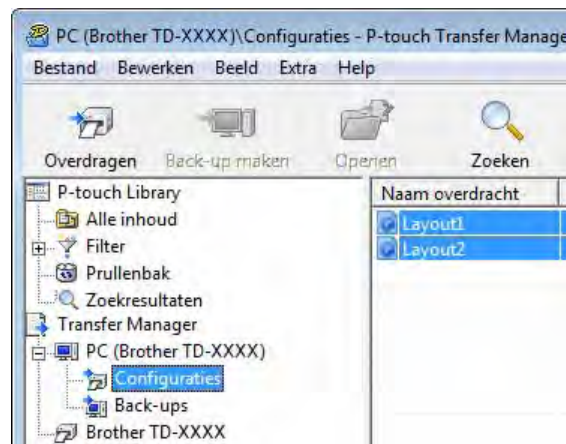 PC (Brother TD-XXXX)\Configuraties - P-touch Transfer Manage
Bestand Bewerken Beeld Extra Help
Overdragen Back-up maken Openen Zoeken
P-touch Library
Alle inhoud
Filter
Prullenbak
Zoekresultaten
Transfer Manager
PC (Brother TD-XXXX)
Configuraties
Back-ups
Brother TD-XXXX
Naam overdracht
Layout1
Layout2